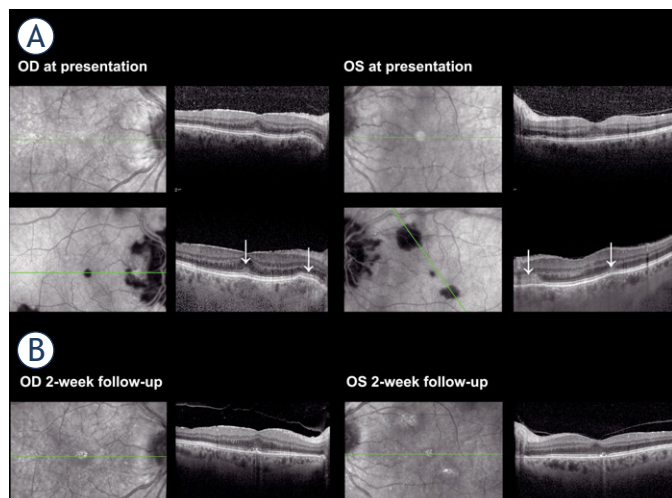 A
OD at presentation
OS at presentation
B
OD 2-week follow-up
OS 2-week follow-up